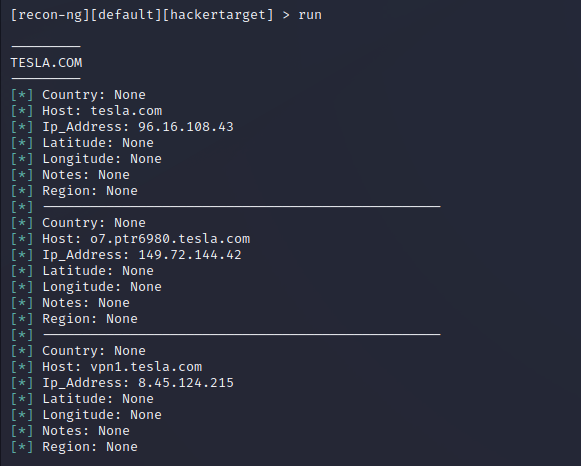 [recon-ng][default][hackertarget] > run
---------
TESLA.COM
---------
[*] Country: None
[*] Host: tesla.com
[*] Ip_Address: 96.16.108.43
[*] Latitude: None
[*] Longitude: None
[*] Notes: None
[*] Region: None
[*] --------------------------------------------------
[*] Country: None
[*] Host: o7.ptr6980.tesla.com
[*] Ip_Address: 149.72.144.42
[*] Latitude: None
[*] Longitude: None
[*] Notes: None
[*] Region: None
[*] --------------------------------------------------
[*] Country: None
[*] Host: vpn1.tesla.com
[*] Ip_Address: 8.45.124.215
[*] Latitude: None
[*] Longitude: None
[*] Notes: None
[*] Region: None